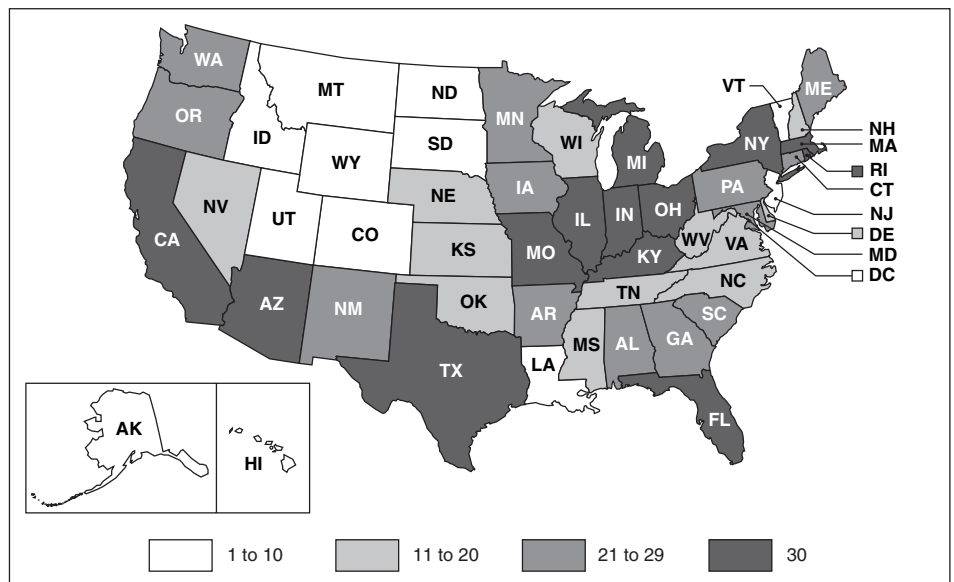 WA
OR
CA
NV
ID
MT
WY
UT
CO
AZ
NM
ND
SD
NE
KS
OK
TX
MN
IA
MO
AR
LA
WI
IL
MI
IN
OH
KY
TN
MS
AL
GA
FL
SC
NC
VA
WV
PA
NY
VT
ME
NH
MA
RI
CT
NJ
DE
MD
DC
AK
HI
1 to 10
11 to 20
21 to 29
30